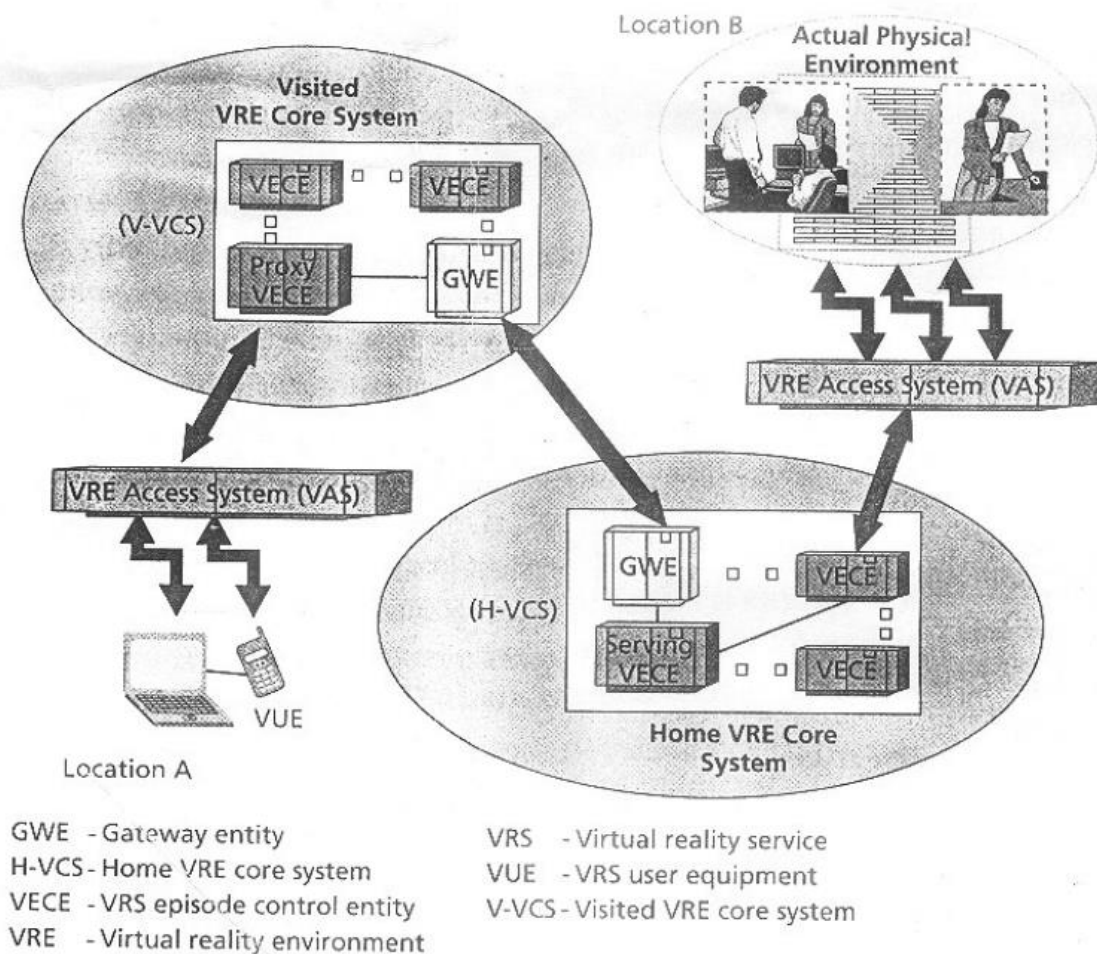 Location B
Actual Physical
Environment
Visited
VRE Core System
VECE
VECE
(V-VCS)
Proxy
VECE
GWE
VRE Access System (VAS)
VRE Access System (VAS)
GWE
VECE
(H-VCS)
Serving
VECE
VECE
VUE
Home VRE Core
System
Location A
GWE - Gateway entity
H-VCS - Home VRE core system
VECE - VRS episode control entity
VRE - Virtual reality environment
VRS - Virtual reality service
VUE - VRS user equipment
V-VCS - Visited VRE core system